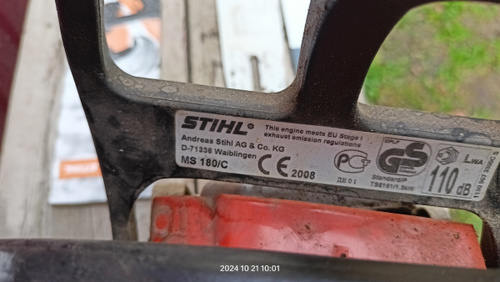 STIHL®
This engine meets EU Stage I
exhaust emission regulations
Andreas Stihl AG & Co. KG
D-71336 Waiblingen
MS 180/C
CE 2008
GS
LWA
110 dB
2024 10 21 10:01